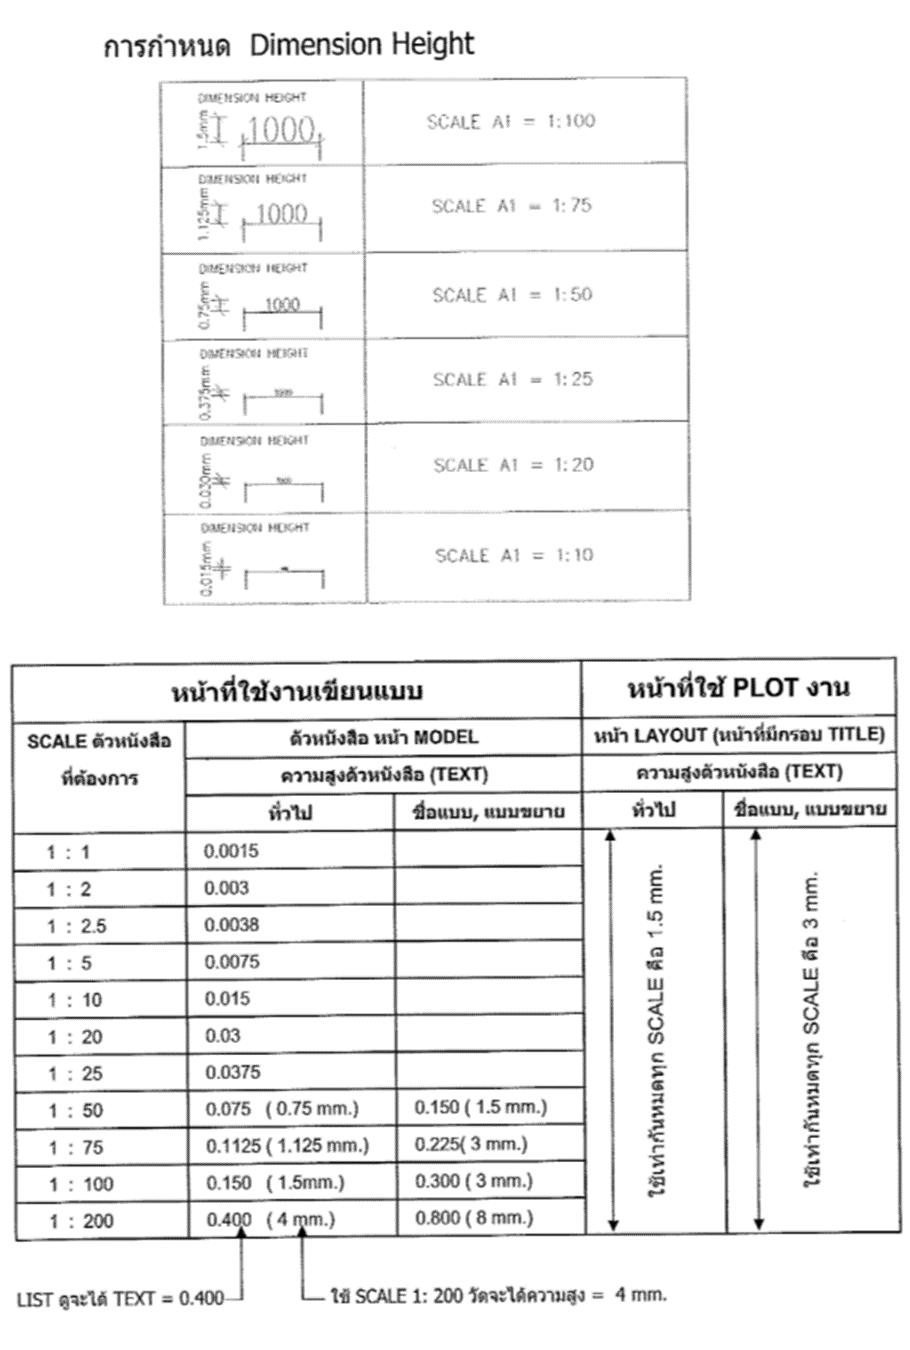 การกำหนด Dimension Height
DIMENSION HEIGHT
1.5mm
1000
SCALE A1 = 1:100
DIMENSION HEIGHT
1.125mm
1000
SCALE A1 = 1:75
DIMENSION HEIGHT
0.75mm
1000
SCALE A1 = 1:50
DIMENSION HEIGHT
0.375mm
SCALE A1 = 1:25
DIMENSION HEIGHT
0.030mm
SCALE A1 = 1:20
DIMENSION HEIGHT
0.015mm
SCALE A1 = 1:10
หน้าที่ใช้งานเขียนแบบ หน้าที่ใช้ PLOT งาน
SCALE ตัวหนังสือ ตัวหนังสือ หน้า MODEL หน้า LAYOUT (หน้าที่มีกรอบ TITLE)
ที่ต้องการ ความสูงตัวหนังสือ (TEXT) ความสูงตัวหนังสือ (TEXT)
ทั่วไป ชื่อแบบ, แบบขยาย ทั่วไป ชื่อแบบ, แบบขยาย
1 : 1 0.0015
1 : 2 0.003
1 : 2.5 0.0038
1 : 5 0.0075
1 : 10 0.015
1 : 20 0.03
1 : 25 0.0375
1 : 50 0.075 ( 0.75 mm.) 0.150 ( 1.5 mm.)
1 : 75 0.1125 ( 1.125 mm.) 0.225( 3 mm.)
1 : 100 0.150 ( 1.5mm.) 0.300 ( 3 mm.)
1 : 200 0.400 ( 4 mm.) 0.800 ( 8 mm.)
ใช้เท่ากันหมดทุก SCALE คือ 1.5 mm.
ใช้เท่ากันหมดทุก SCALE คือ 3 mm.
LIST ดูจะได้ TEXT = 0.400 ใช้ SCALE 1: 200 วัดจะได้ความสูง = 4 mm.